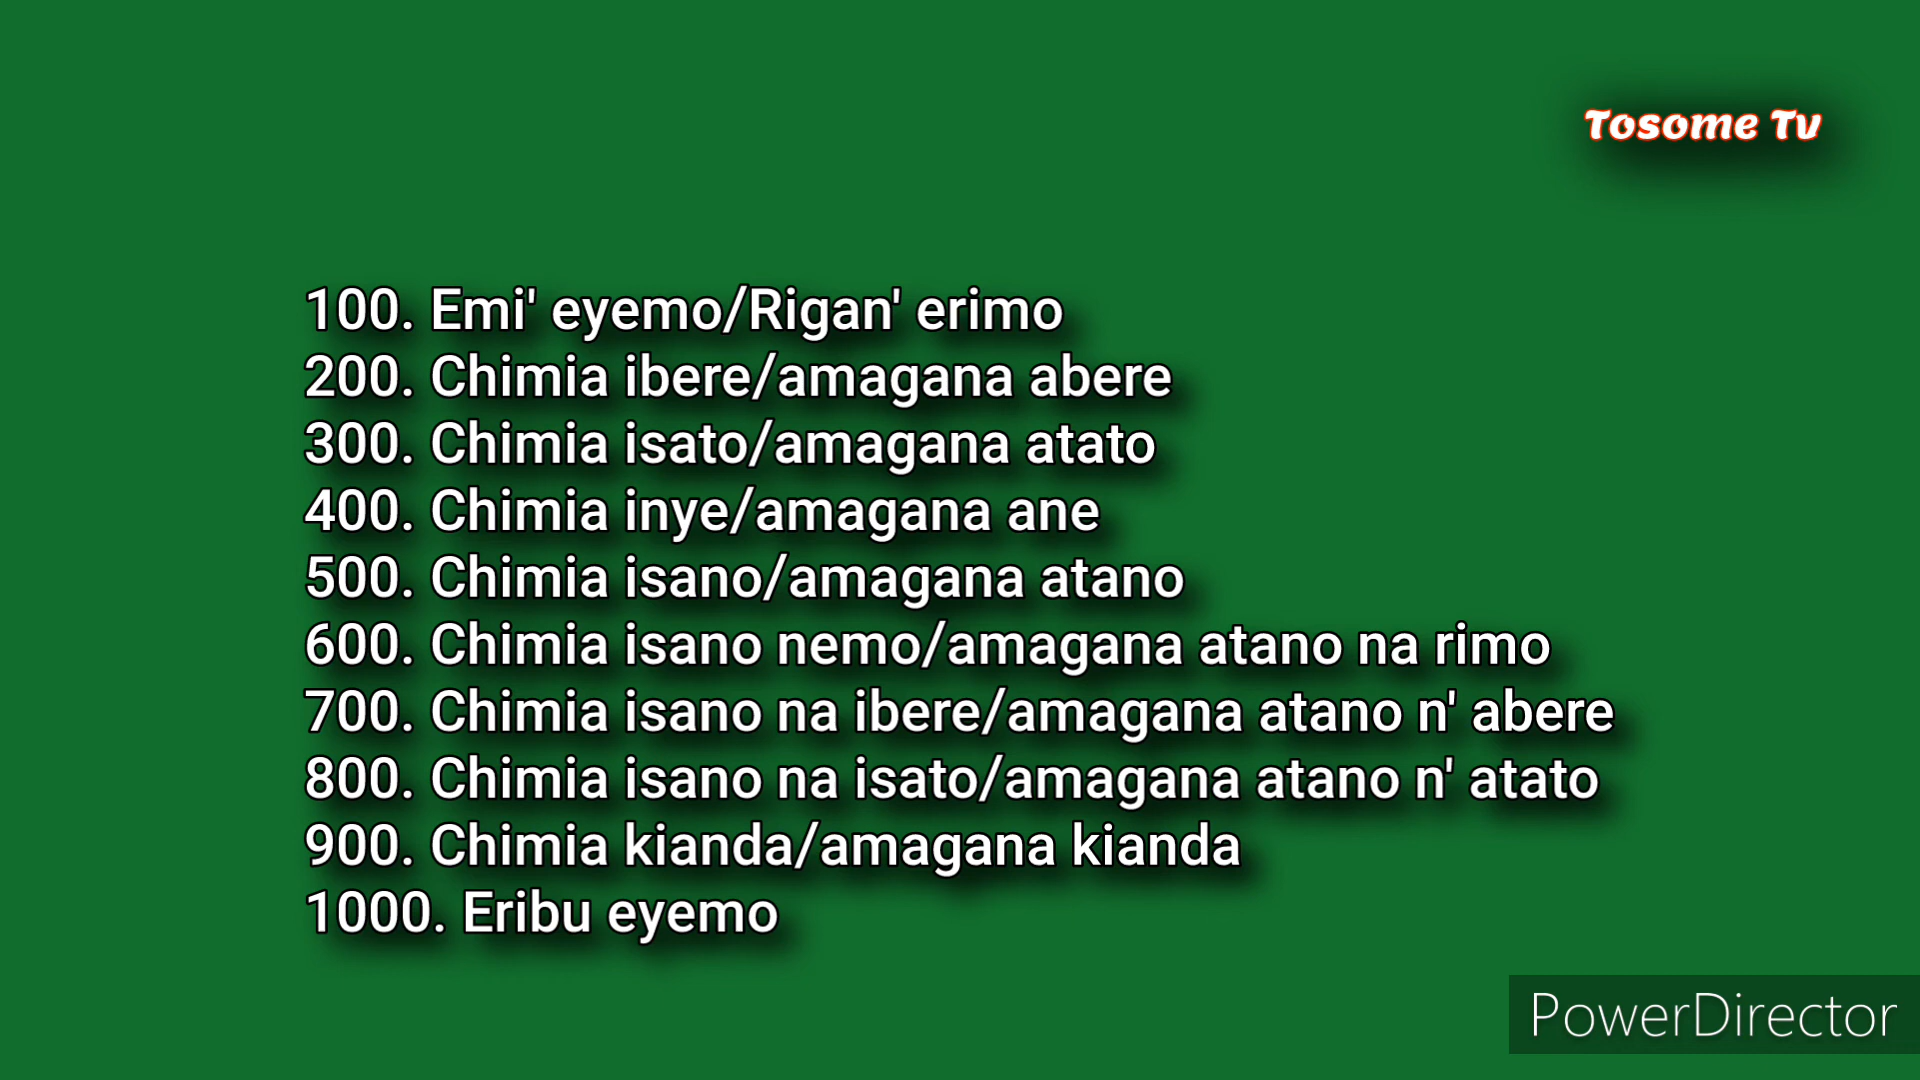 Tosome Tv
100. Emi' eyemo/Rigan' erimo
200. Chimia ibere/amagana abere
300. Chimia isato/amagana atato
400. Chimia inye/amagana ane
500. Chimia isano/amagana atano
600. Chimia isano nemo/amagana atano na rimo
700. Chimia isano na ibere/amagana atano n' abere
800. Chimia isano na isato/amagana atano n' atato
900. Chimia kianda/amagana kianda
1000. Eribu eyemo
PowerDirector